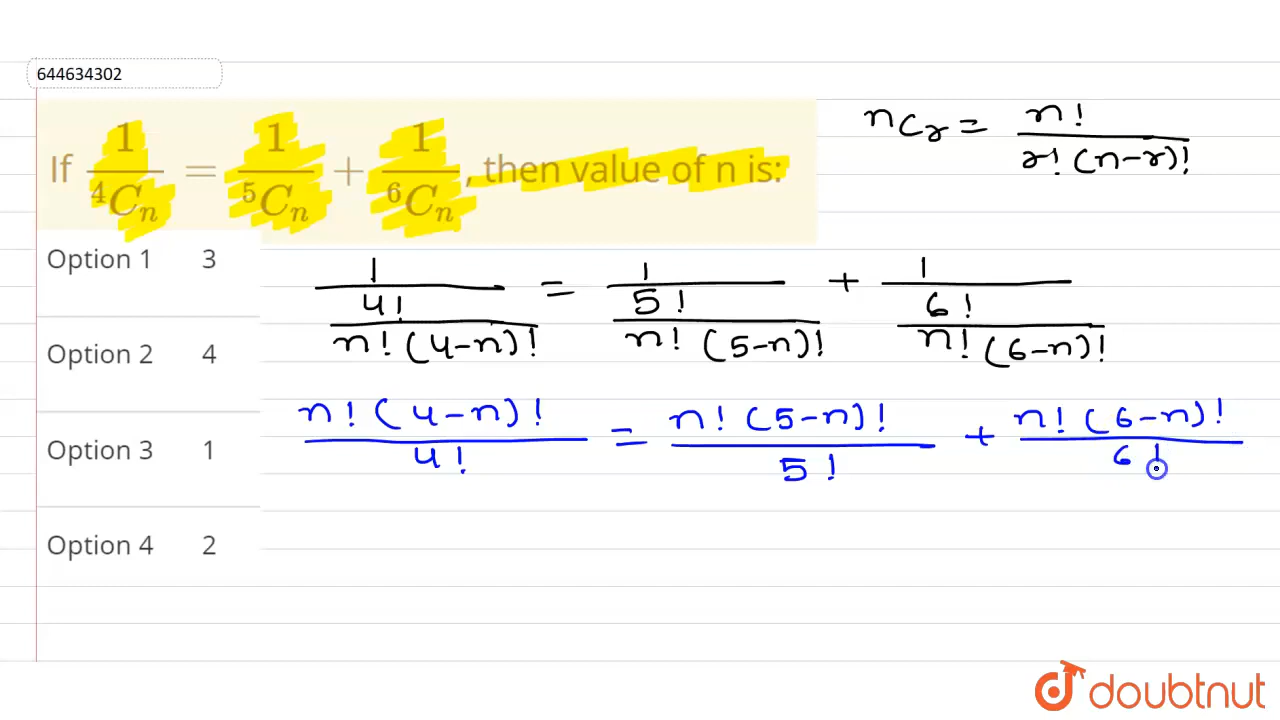 644634302
If 1/⁴Cₙ = 1/⁵Cₙ + 1/⁶Cₙ, then value of n is:
nCr = n!/r!(n-r)!
Option 1 3
Option 2 4
Option 3 1
Option 4 2
1/(4!/n!(4-n)!) = 1/(5!/n!(5-n)!) + 1/(6!/n!(6-n)!)
n!(4-n)!/4! = n!(5-n)!/5! + n!(6-n)!/6!
doubtnut